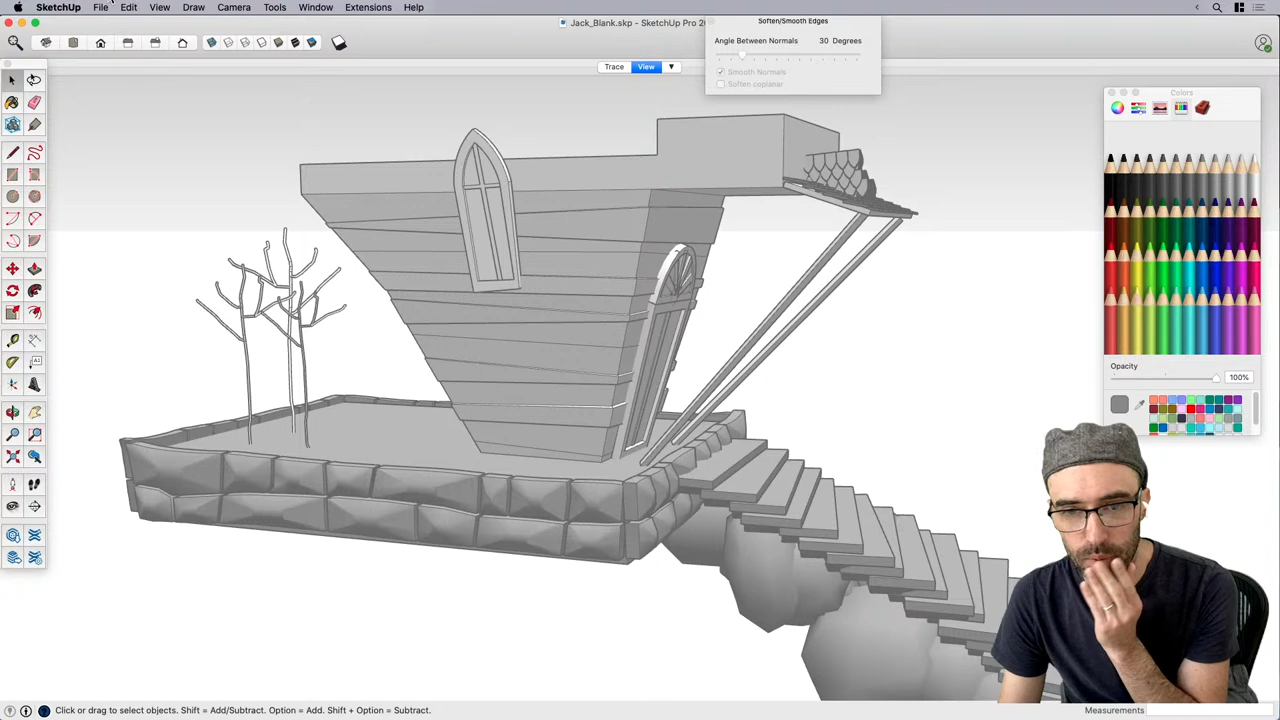 SketchUp File Edit View Draw Camera Tools Window Extensions Help
Jack_Blank.skp - SketchUp Pro 20
Soften/Smooth Edges
Angle Between Normals 30 Degrees
Smooth Normals
Soften coplanar
Trace View
Colors
Opacity
100%
A1
Click or drag to select objects. Shift = Add/Subtract. Option = Add. Shift + Option = Subtract.
Measurements